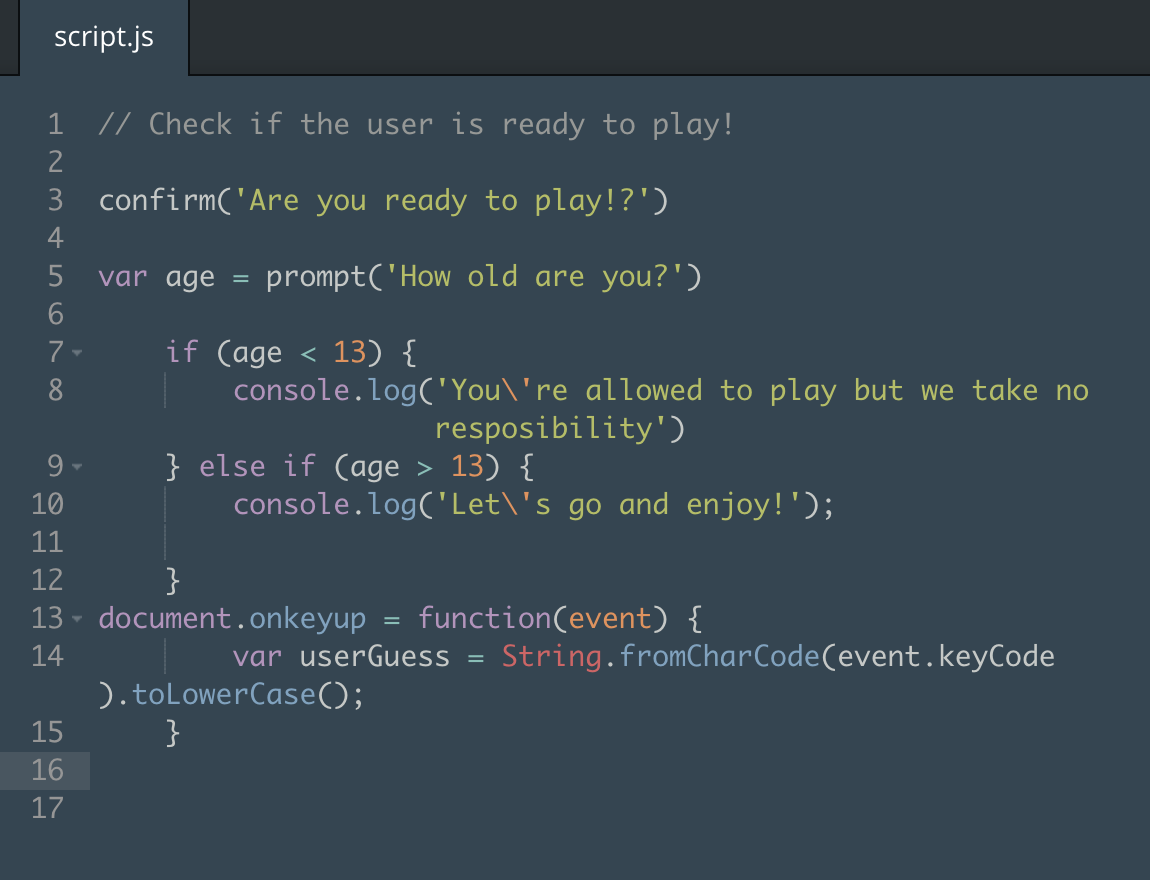 script.js
1 // Check if the user is ready to play!
2
3 confirm('Are you ready to play!?')
4
5 var age = prompt('How old are you?')
6
7 if (age < 13) {
8 console.log('You\'re allowed to play but we take no
resposibility')
9 } else if (age > 13) {
10 console.log('Let\'s go and enjoy!');
11
12 }
13 document.onkeyup = function(event) {
14 var userGuess = String.fromCharCode(event.keyCode
).toLowerCase();
15 }
16
17